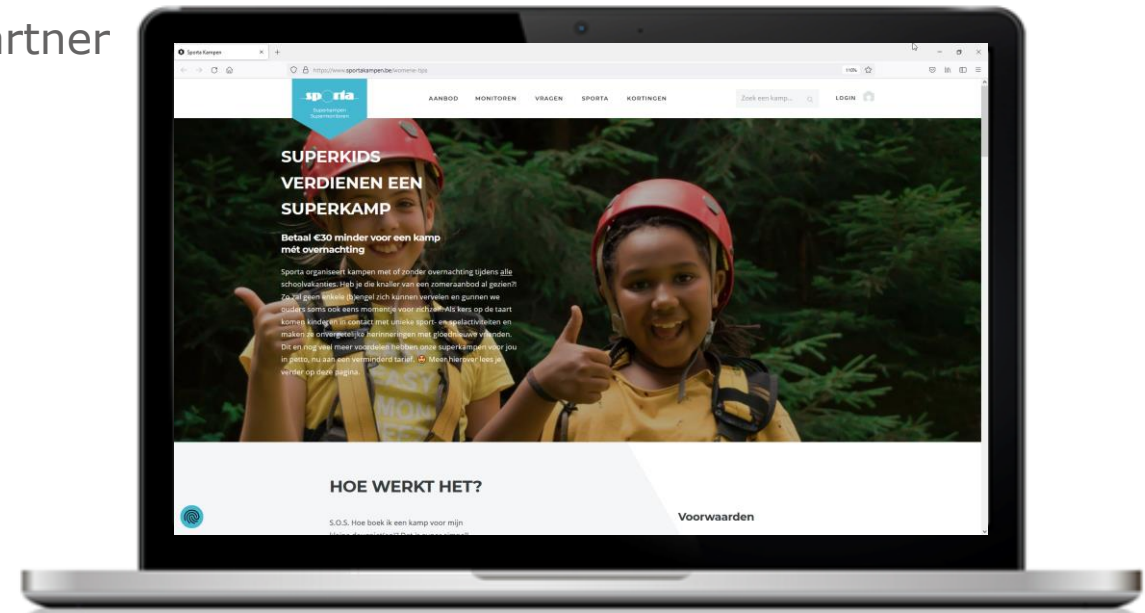 artner
Sporta Kampen
https://www.sportakampen.be/womene-tips
110%
sporta
Superkampen
Supermonitoren
AANBOD MONITOREN VRAGEN SPORTA KORTINGEN
Zoek een kamp...
LOGIN
SUPERKIDS
VERDIENEN EEN
SUPERKAMP
Betaal €30 minder voor een kamp
mét overnachting
Sporta organiseert kampen met of zonder overnachting tijdens alle
schoolvakanties. Heb je die knaller van een zomeraanbod al gezien?!
Zo zal geen enkele (b)engel zich kunnen vervelen en gunnen we
ouders soms ook eens momentje voor zichzelf. Als kers op de taart
komen kinderen in contact met unieke sport- en spelactiviteiten en
maken ze onvergetelijke herinneringen met gloednieuwe vrienden.
Dit en nog veel meer voordelen hebben onze superkampen voor jou
in petto, nu aan een verminderd tarief. 🤩 Meer hierover lees je
verder op deze pagina.
EASY
MON
HOE WERKT HET?
S.O.S. Hoe boek ik een kamp voor mijn
Voorwaarden